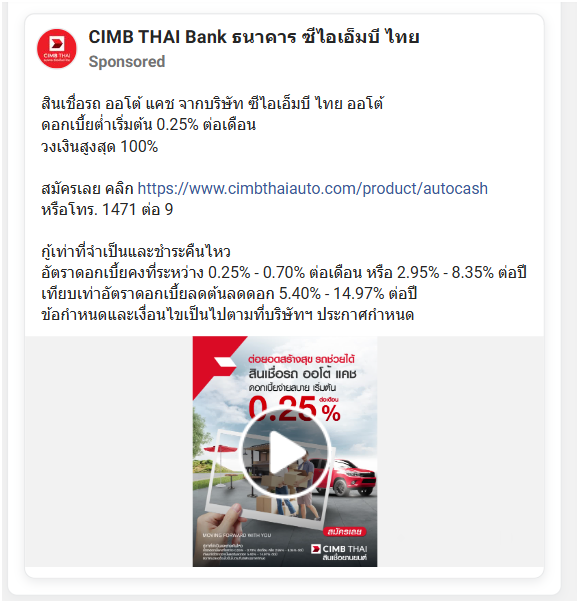 CIMB THAI Bank ธนาคาร ซีไอเอ็มบี ไทย
Sponsored
CIMB THAI
สินเชื่อรถ ออโต้ แคช จากบริษัท ซีไอเอ็มบี ไทย ออโต้
ดอกเบี้ยต่ำเริ่มต้น 0.25% ต่อเดือน
วงเงินสูงสุด 100%
สมัครเลย คลิก https://www.cimbthaiauto.com/product/autocash
หรือโทร. 1471 ต่อ 9
กู้เท่าที่จำเป็นและชำระคืนไหว
อัตราดอกเบี้ยคงที่ระหว่าง 0.25% - 0.70% ต่อเดือน หรือ 2.95% - 8.35% ต่อปี
เทียบเท่าอัตราดอกเบี้ยลดต้นลดดอก 5.40% - 14.97% ต่อปี
ข้อกำหนดและเงื่อนไขเป็นไปตามที่บริษัทฯ ประกาศกำหนด
ต่อยอดสร้างสุข รถช่วยได้
สินเชื่อรถ ออโต้ แคช
ดอกเบี้ยจ่ายสบาย เริ่มต้น
0.25% ต่อเดือน
สมัครเลย
MOVING FORWARD WITH YOU
CIMB THAI
สินเชื่อยานยนต์